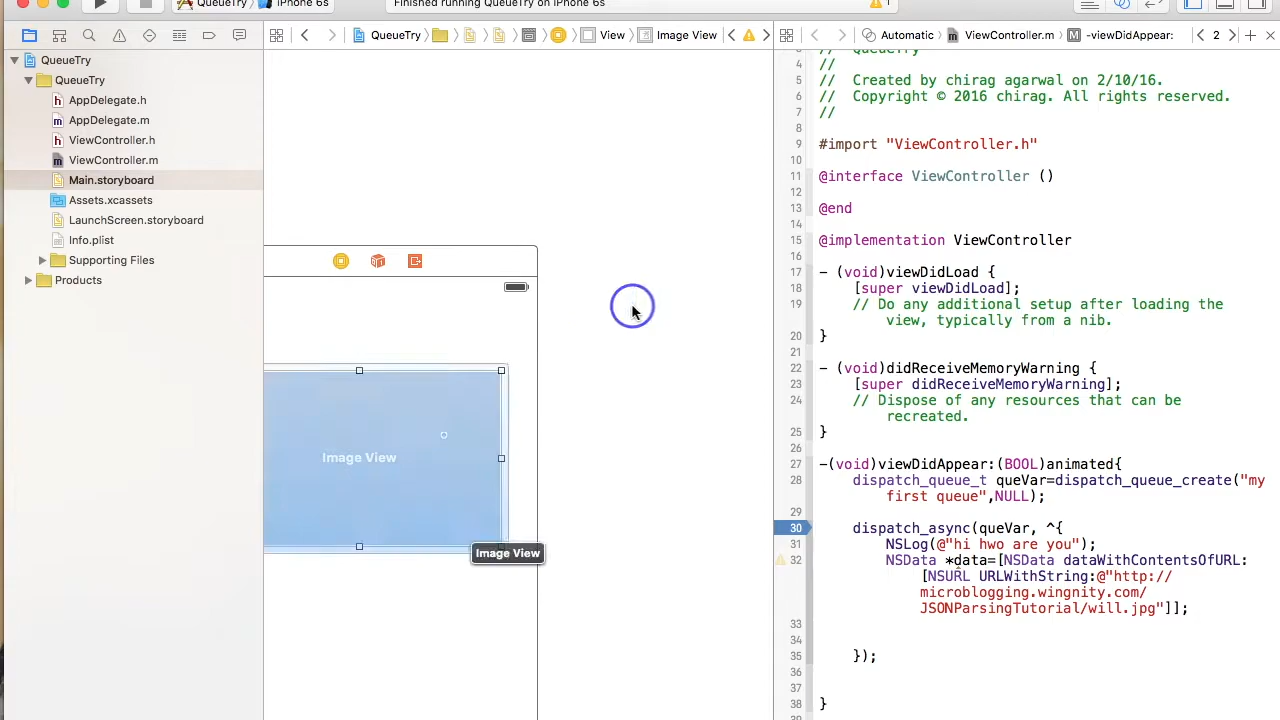 QueueTry iPhone 6s
Finished running QueueTry on iPhone 6s
1
QueueTry
View
Image View
Automatic
ViewController.m
M
-viewDidAppear:
2
QueueTry
QueueTry
h AppDelegate.h
m AppDelegate.m
h ViewController.h
m ViewController.m
Main.storyboard
Assets.xcassets
LaunchScreen.storyboard
Info.plist
Supporting Files
Products
Image View
Image View
3 // QueueTry
4 //
5 // Created by chirag agarwal on 2/10/16.
6 // Copyright © 2016 chirag. All rights reserved.
7 //
8
9 #import "ViewController.h"
10
11 @interface ViewController ()
12
13 @end
14
15 @implementation ViewController
16
17 - (void)viewDidLoad {
18 [super viewDidLoad];
19 // Do any additional setup after loading the
view, typically from a nib.
20 }
21
22 - (void)didReceiveMemoryWarning {
23 [super didReceiveMemoryWarning];
24 // Dispose of any resources that can be
recreated.
25 }
26
27 -(void)viewDidAppear:(BOOL)animated{
28 dispatch_queue_t queVar=dispatch_queue_create("my
first queue",NULL);
29
30 dispatch_async(queVar, ^{
31 NSLog(@"hi hwo are you");
32 NSData *data=[NSData dataWithContentsOfURL:
[NSURL URLWithString:@"http://
microblogging.wingnity.com/
JSONParsingTutorial/will.jpg"]];
33
34
35 });
36
37
38 }
39